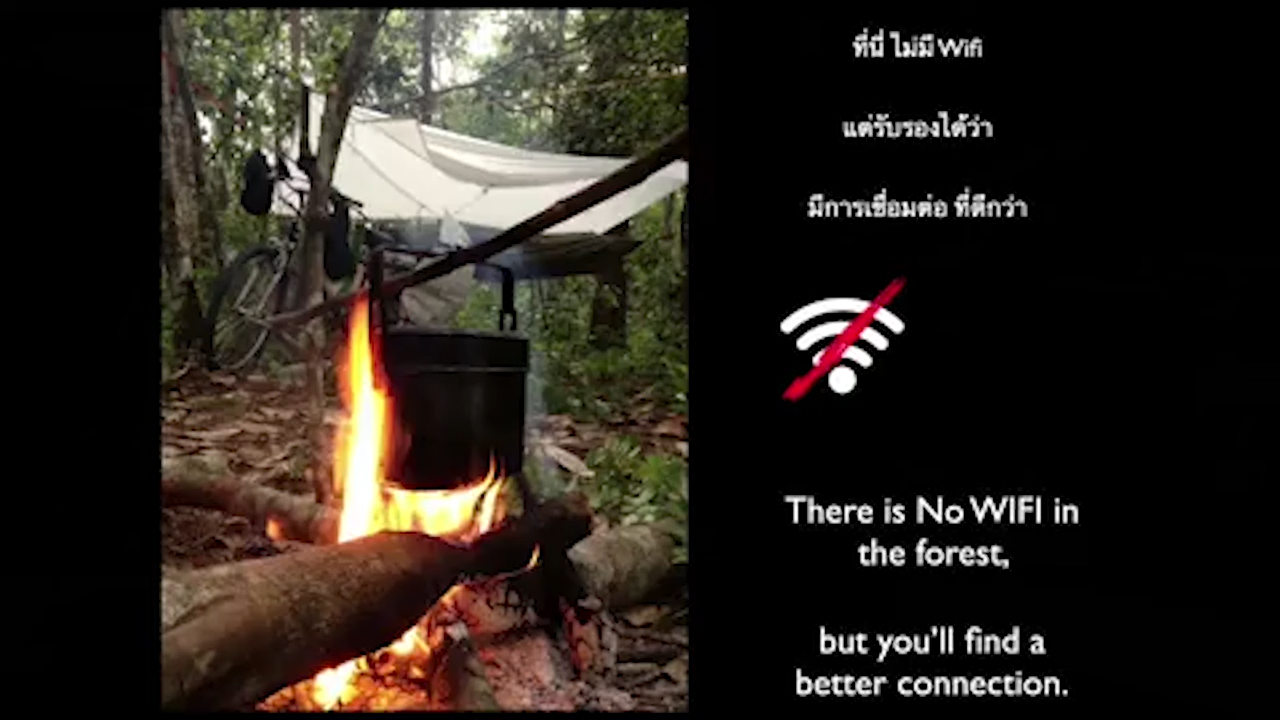 ที่นี่ ไม่มี Wifi
แต่รับรองได้ว่า
มีการเชื่อมต่อ ที่ดีกว่า
There is No WIFI in
the forest,
but you'll find a
better connection.